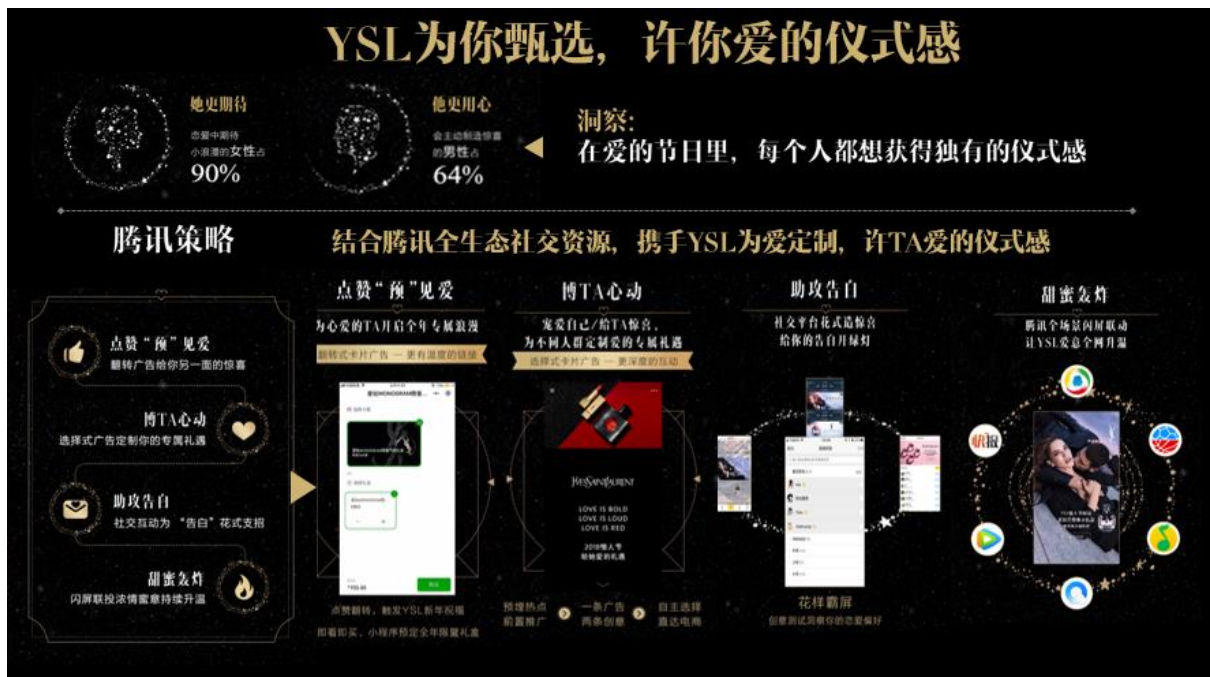 YSL为你甄选，许你爱的仪式感
她更期待
恋爱中期待
小浪漫的女性占
90%
他更用心
会主动制造惊喜
的男性占
64%
洞察：
在爱的节日里，每个人都想获得独有的仪式感
腾讯策略
结合腾讯全生态社交资源，携手YSL为爱定制，许TA爱的仪式感
点赞“预”见爱
翻转广告给你另一面的惊喜
博TA心动
选择式广告定制你的专属礼遇
助攻告白
社交互动为 “告白”花式支招
甜蜜轰炸
闪屏联投浓情蜜意持续升温
点赞“预”见爱
为心爱的TA开启全年专属浪漫
翻转式卡片广告 — 更有温度的链接
点赞翻转，触发YSL新年祝福
即看即买，小程序预定全年限量礼盒
博TA心动
宠爱自己/给TA惊喜，
为不同人群定制爱的专属礼遇
选择式卡片广告 — 更深度的互动
YVESSAINTLAURENT
LOVE IS BOLD
LOVE IS LOUD
LOVE IS RED
2018情人节
预埋热点
前置推广
一条广告
两条创意
自主选择
直达电商
助攻告白
社交平台花式造惊喜
给你的告白开绿灯
花样霸屏
创意测试洞察你的恋爱偏好
甜蜜轰炸
腾讯全场景闪屏联动
让YSL爱意全网升温
快报